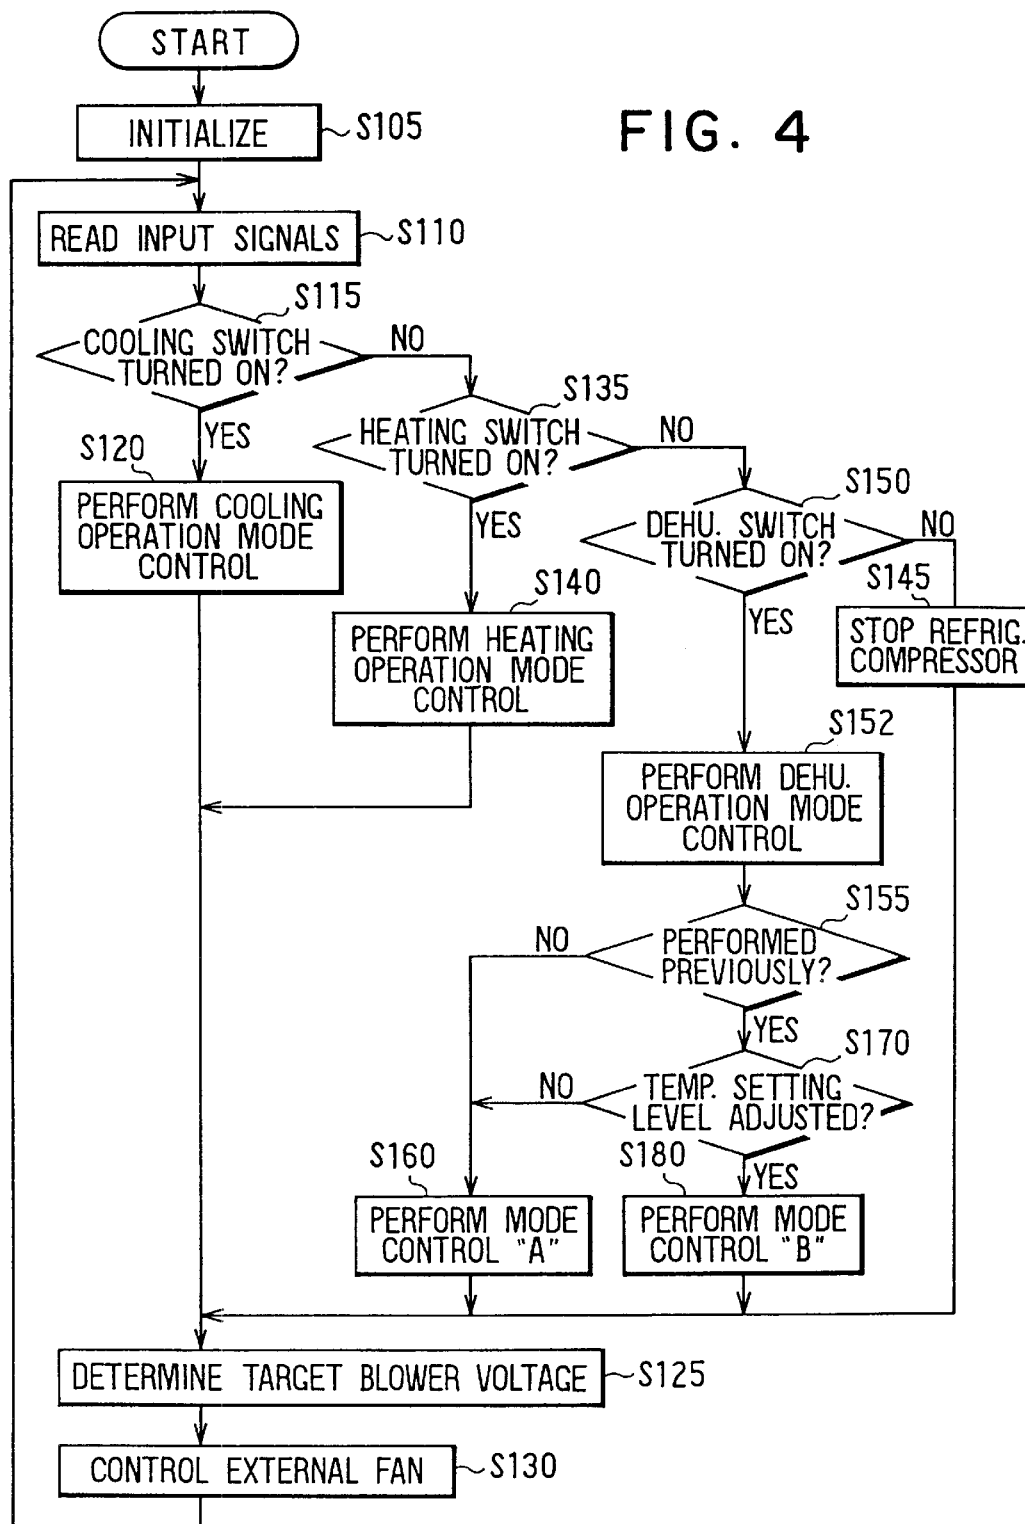 START
INITIALIZE
S105
FIG. 4
READ INPUT SIGNALS
S110
S115
COOLING SWITCH
TURNED ON?
NO
YES
S135
HEATING SWITCH
TURNED ON?
NO
YES
S120
PERFORM COOLING
OPERATION MODE
CONTROL
S150
DEHU. SWITCH
TURNED ON?
NO
YES
S140
PERFORM HEATING
OPERATION MODE
CONTROL
S145
STOP REFRIG.
COMPRESSOR
S152
PERFORM DEHU.
OPERATION MODE
CONTROL
S155
PERFORMED
PREVIOUSLY?
NO
YES
S170
TEMP. SETTING
LEVEL ADJUSTED?
NO
YES
S160
PERFORM MODE
CONTROL "A"
S180
PERFORM MODE
CONTROL "B"
DETERMINE TARGET BLOWER VOLTAGE
S125
CONTROL EXTERNAL FAN
S130